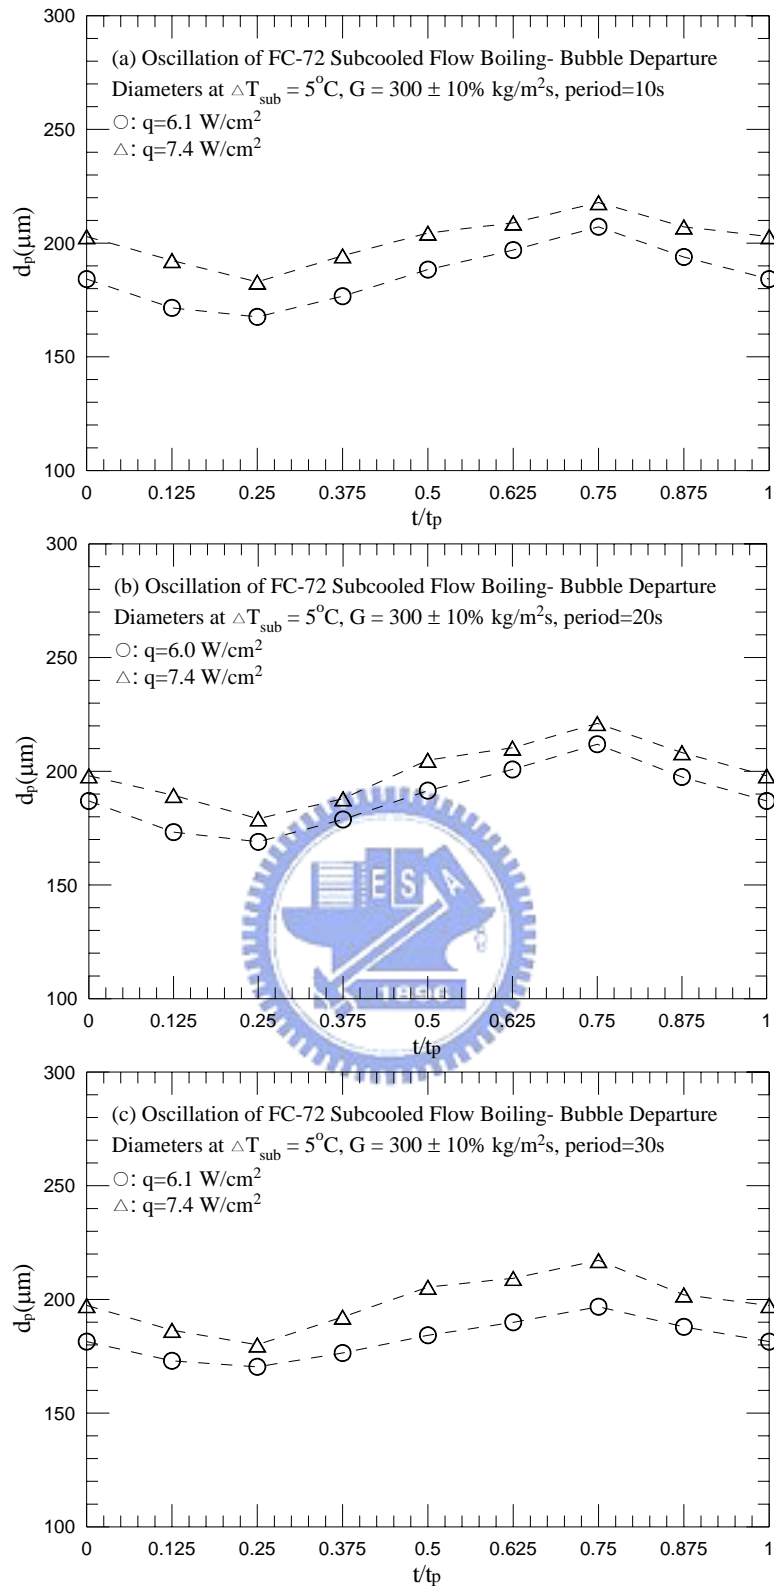 300
(a) Oscillation of FC-72 Subcooled Flow Boiling- Bubble Departure
Diameters at △Tsub = 5°C, G = 300 ± 10% kg/m²s, period=10s
○: q=6.1 W/cm²
△: q=7.4 W/cm²
250
200
150
100
dp(μm)
0 0.125 0.25 0.375 0.5 0.625 0.75 0.875 1
t/tp
300
(b) Oscillation of FC-72 Subcooled Flow Boiling- Bubble Departure
Diameters at △Tsub = 5°C, G = 300 ± 10% kg/m²s, period=20s
○: q=6.0 W/cm²
△: q=7.4 W/cm²
250
200
150
100
dp(μm)
ESA
1896
0 0.125 0.25 0.375 0.5 0.625 0.75 0.875 1
t/tp
300
(c) Oscillation of FC-72 Subcooled Flow Boiling- Bubble Departure
Diameters at △Tsub = 5°C, G = 300 ± 10% kg/m²s, period=30s
○: q=6.1 W/cm²
△: q=7.4 W/cm²
250
200
150
100
dp(μm)
0 0.125 0.25 0.375 0.5 0.625 0.75 0.875 1
t/tp